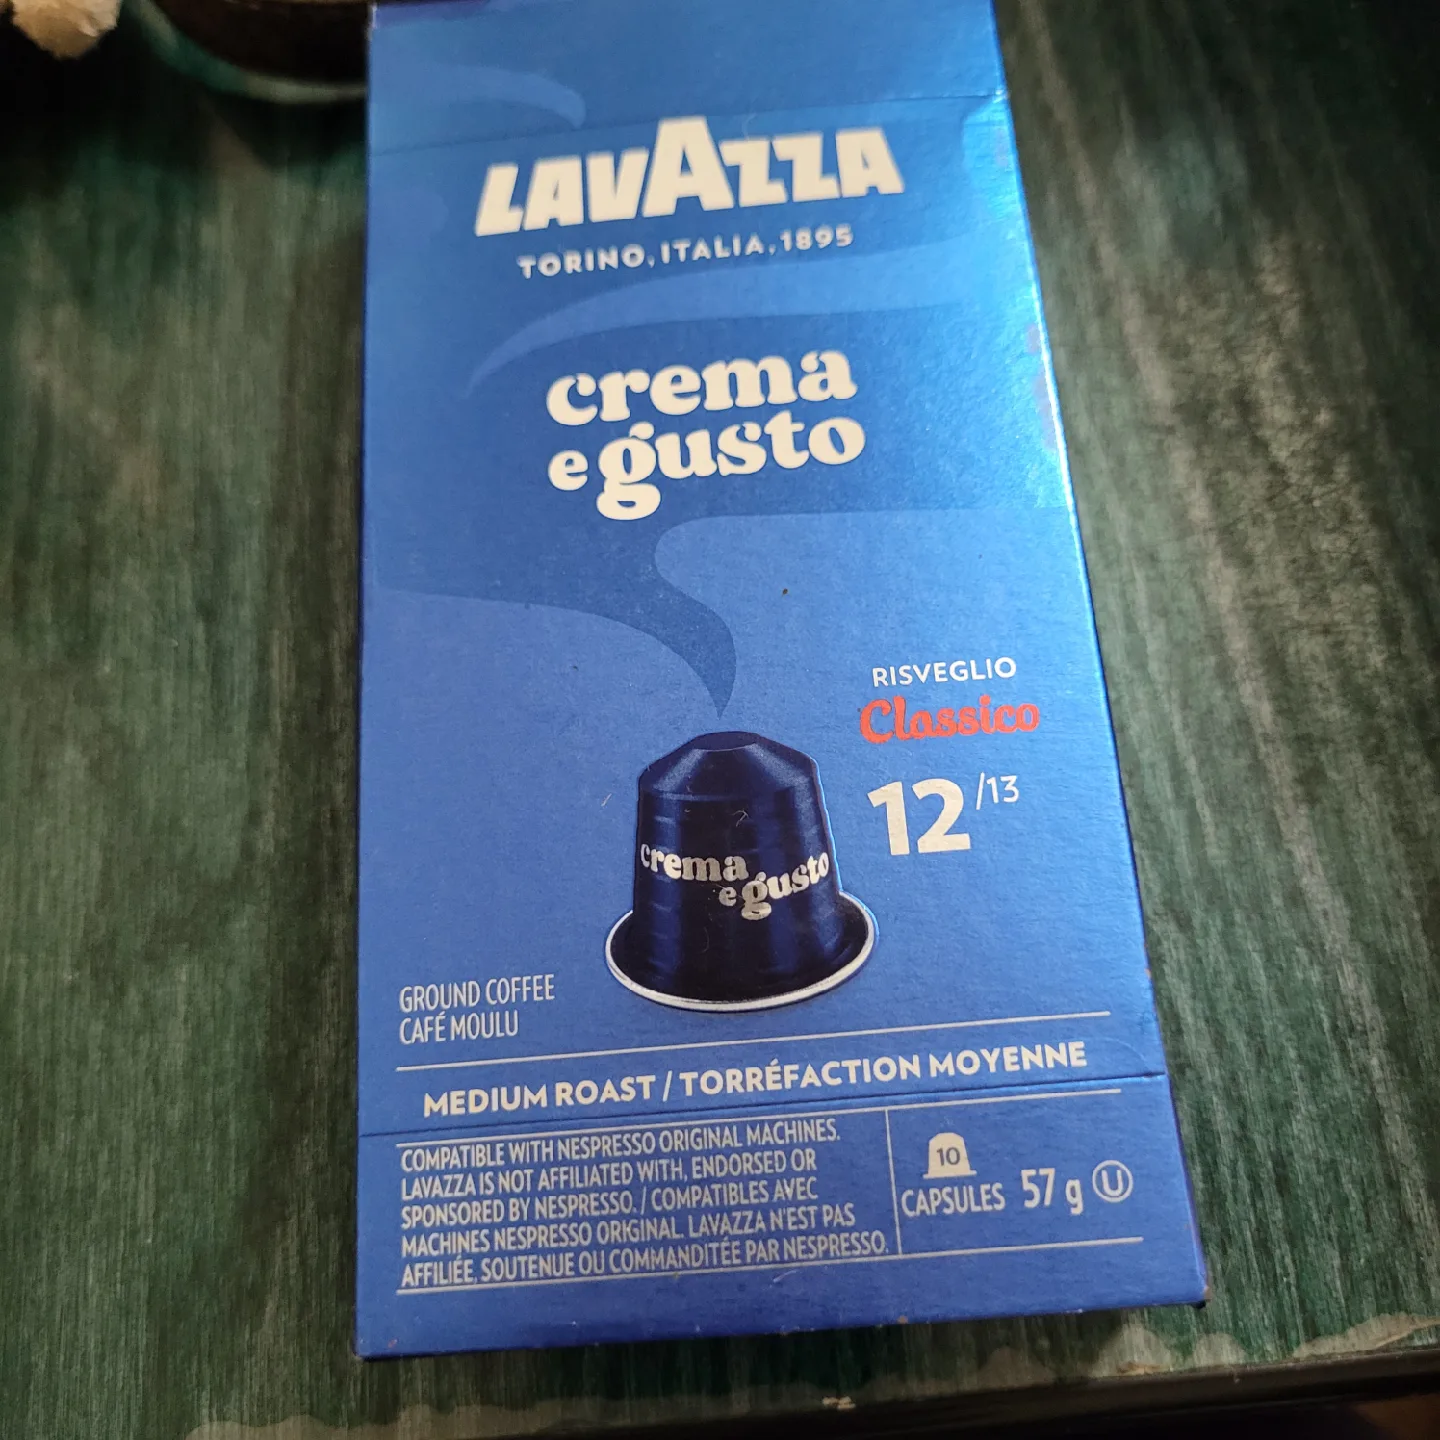 LAVAZZA
TORINO, ITALIA, 1895
crema
e gusto
RISVEGLIO
Classico
12/13
crema
e gusto
GROUND COFFEE
CAFÉ MOULU
MEDIUM ROAST / TORRÉFACTION MOYENNE
COMPATIBLE WITH NESPRESSO ORIGINAL MACHINES.
LAVAZZA IS NOT AFFILIATED WITH, ENDORSED OR
SPONSORED BY NESPRESSO. / COMPATIBLES AVEC
MACHINES NESPRESSO ORIGINAL. LAVAZZA N'EST PAS
AFFILIÉE, SOUTENUE OU COMMANDITÉE PAR NESPRESSO.
10
CAPSULES 57 g U